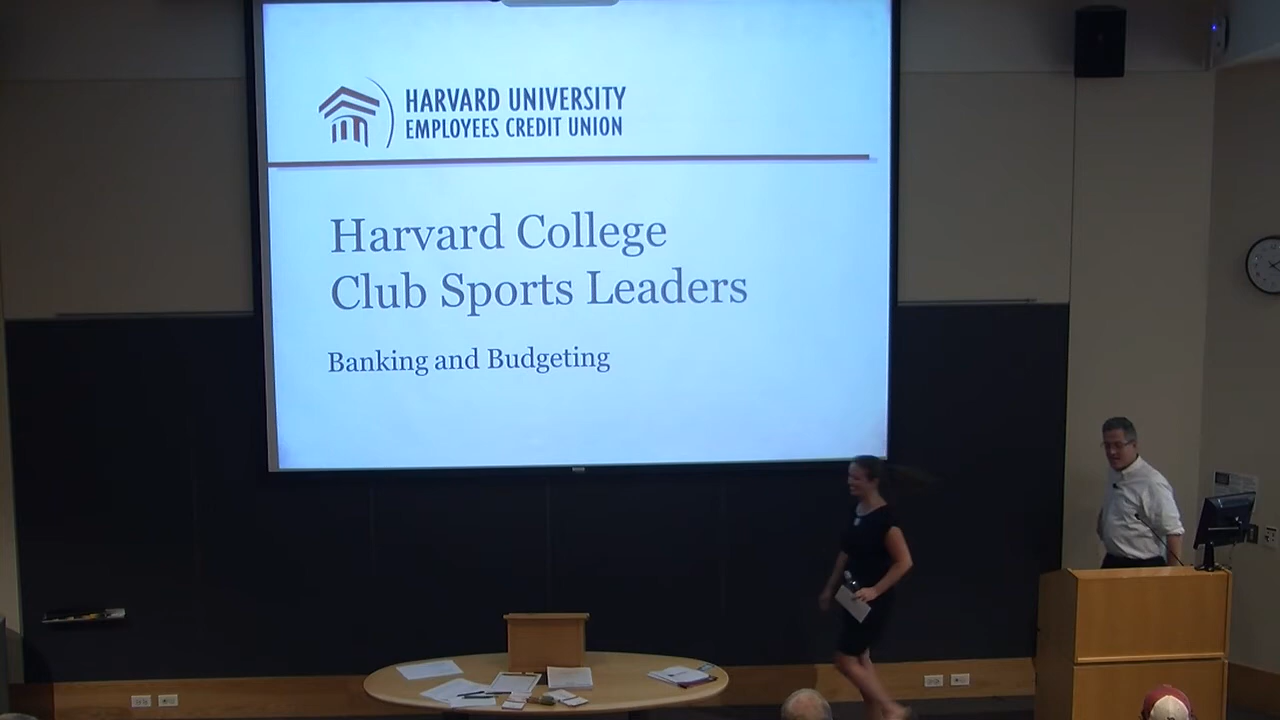 HARVARD UNIVERSITY
EMPLOYEES CREDIT UNION
Harvard College
Club Sports Leaders
Banking and Budgeting